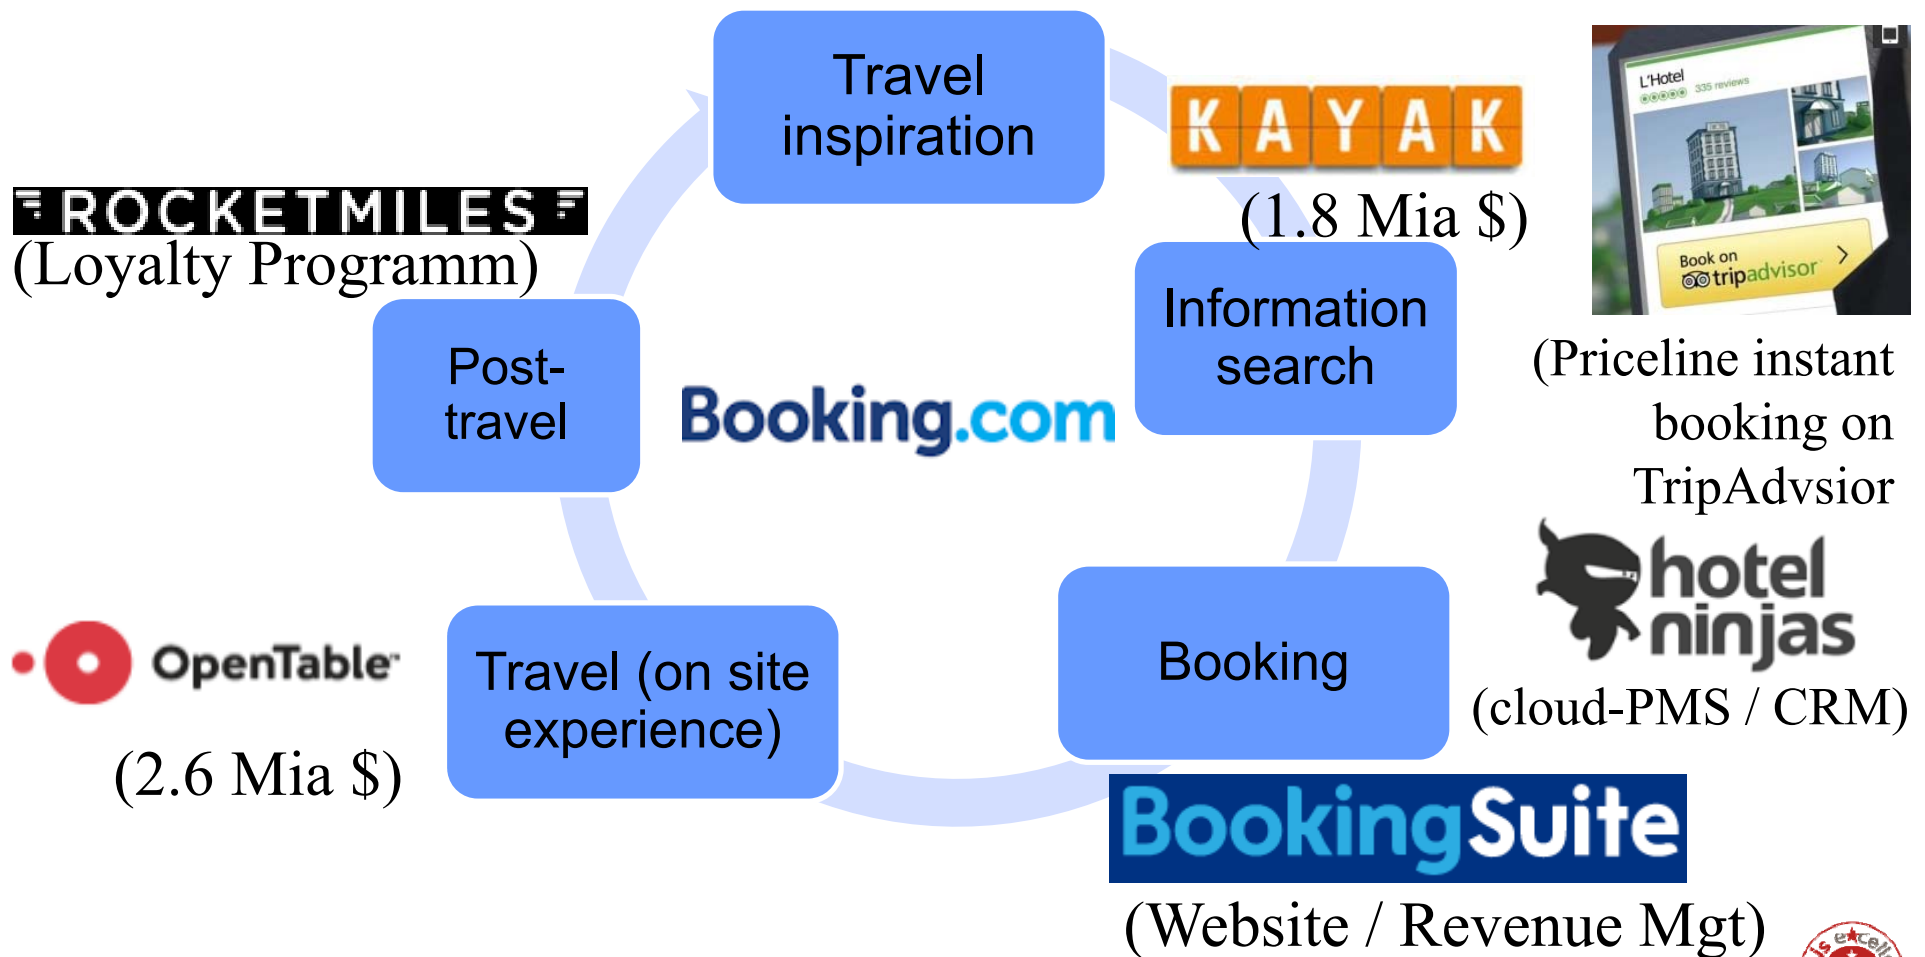 Travel
inspiration
KAYAK
(1.8 Mia $)
L'Hotel
335 reviews
Book on
tripadvisor
(Priceline instant
booking on
TripAdvsior
Information
search
ROCKETMILES
(Loyalty Programm)
Post-
travel
Booking.com
hotel
ninjas
(cloud-PMS / CRM)
Booking
BookingSuite
(Website / Revenue Mgt)
Travel (on site
experience)
OpenTable
(2.6 Mia $)